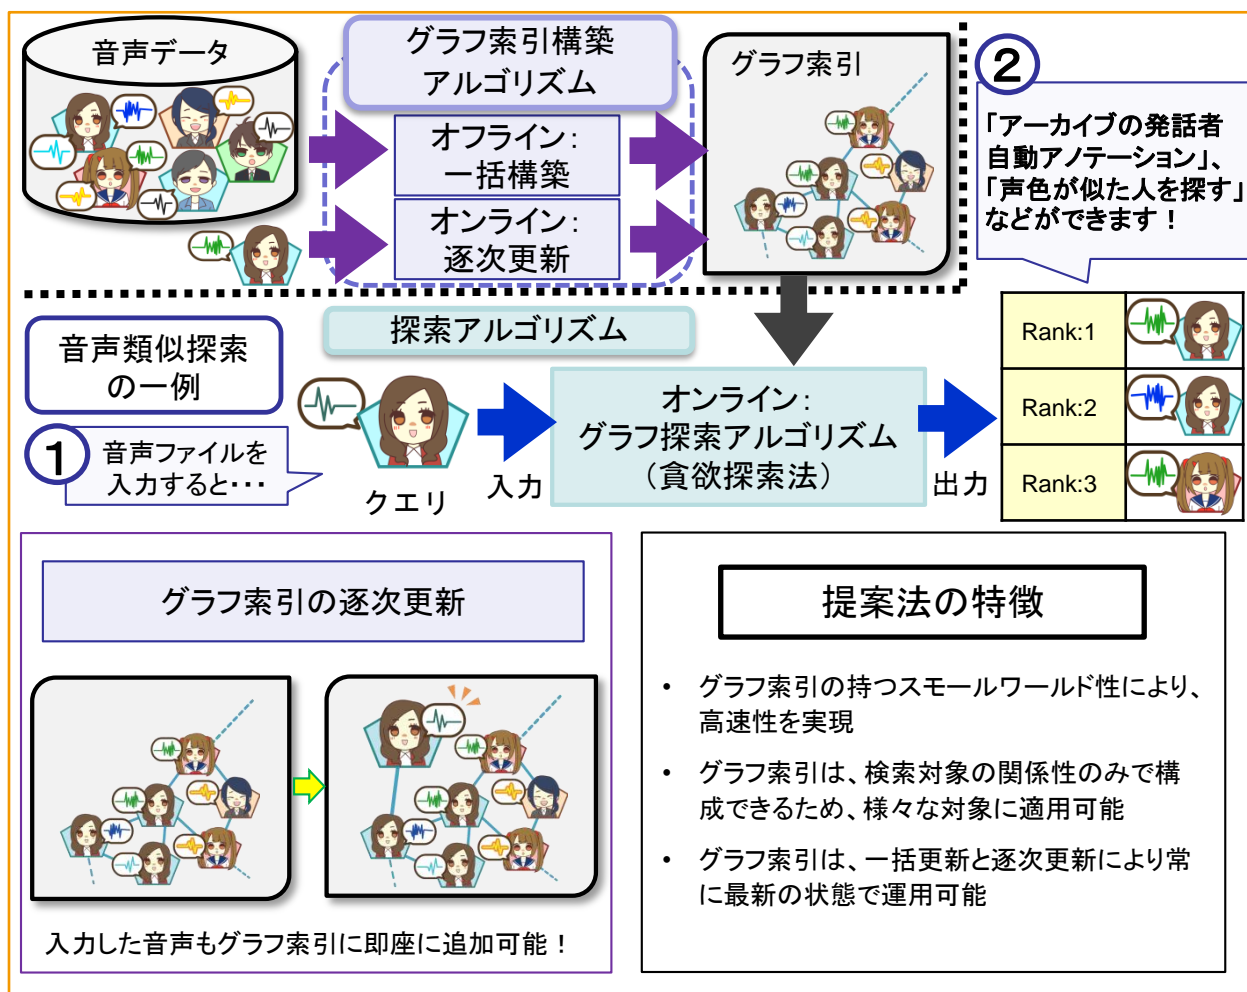 音声データ
グラフ索引構築
アルゴリズム
オフライン：
一括構築
オンライン：
逐次更新
グラフ索引
2
「アーカイブの発話者
自動アノテーション」、
「声色が似た人を探す」
などができます！
音声類似探索
の一例
探索アルゴリズム
1
音声ファイルを
入力すると・・・
クエリ
入力
オンライン：
グラフ探索アルゴリズム
（貪欲探索法）
出力
Rank:1
Rank:2
Rank:3
グラフ索引の逐次更新
入力した音声もグラフ索引に即座に追加可能！
提案法の特徴
• グラフ索引の持つスモールワールド性により、
高速性を実現
• グラフ索引は、検索対象の関係性のみで構
成できるため、様々な対象に適用可能
• グラフ索引は、一括更新と逐次更新により常
に最新の状態で運用可能